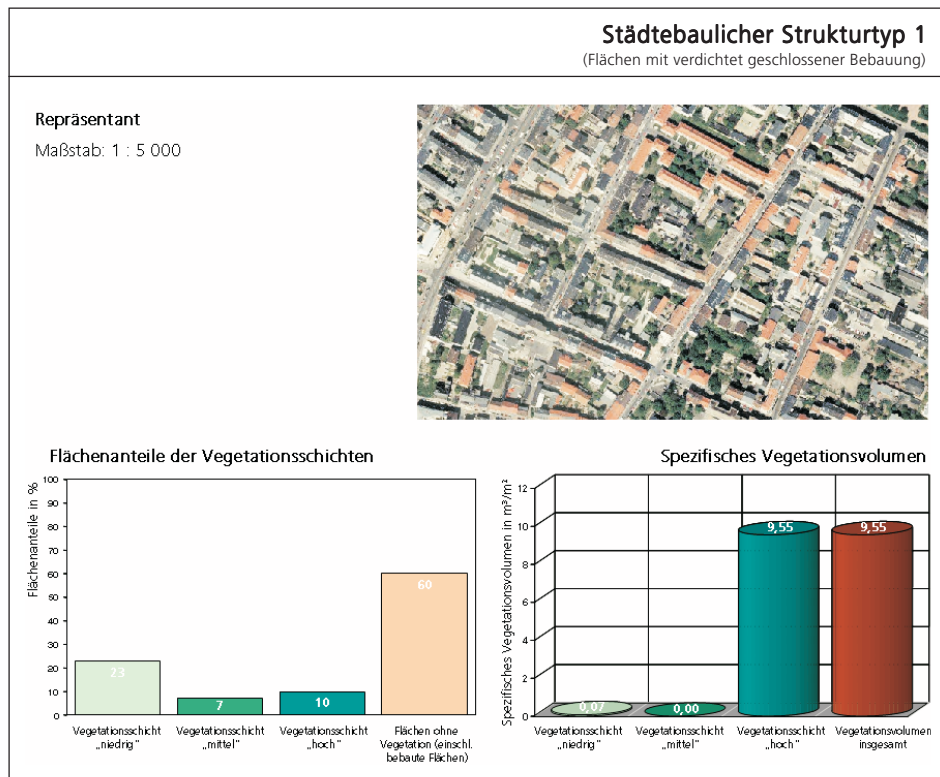 Städtebaulicher Strukturtyp 1
(Flächen mit verdichtet geschlossener Bebauung)
Repräsentant
Maßstab: 1 : 5 000
Flächenanteile der Vegetationsschichten
Flächenanteile in %
100
90
80
70
60
50
40
30
20
10
0
23
7
10
60
Vegetationsschicht
„niedrig“
Vegetationsschicht
„mittel“
Vegetationsschicht
„hoch“
Flächen ohne
Vegetation (einschl.
bebaute Flächen)
Spezifisches Vegetationsvolumen
Spezifisches Vegetationsvolumen in m³/m²
12
10
8
6
4
2
0
0,07
0,00
9,55
9,55
Vegetationsschicht
„niedrig“
Vegetationsschicht
„mittel“
Vegetationsschicht
„hoch“
Vegetationsvolumen
insgesamt